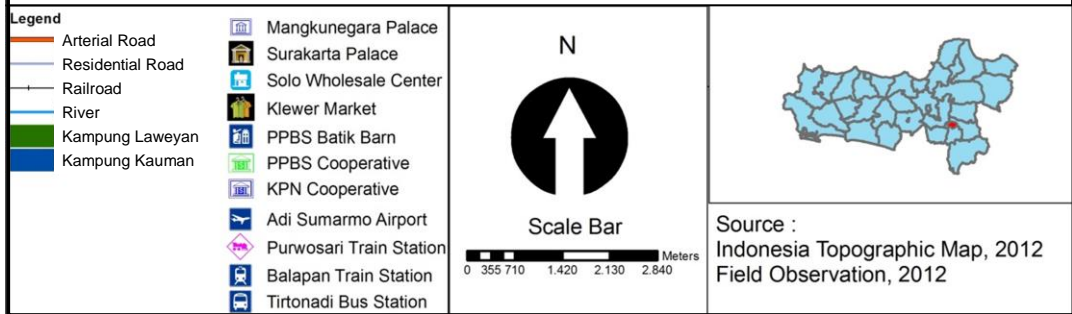 Legend
Arterial Road
Residential Road
Railroad
River
Kampung Laweyan
Kampung Kauman
Mangkunegara Palace
Surakarta Palace
Solo Wholesale Center
Klewer Market
PPBS Batik Barn
PPBS Cooperative
KPN Cooperative
Adi Sumarmo Airport
Purwosari Train Station
Balapan Train Station
Tirtonadi Bus Station
N
Scale Bar
Meters
0 355 710 1.420 2.130 2.840
Source :
Indonesia Topographic Map, 2012
Field Observation, 2012